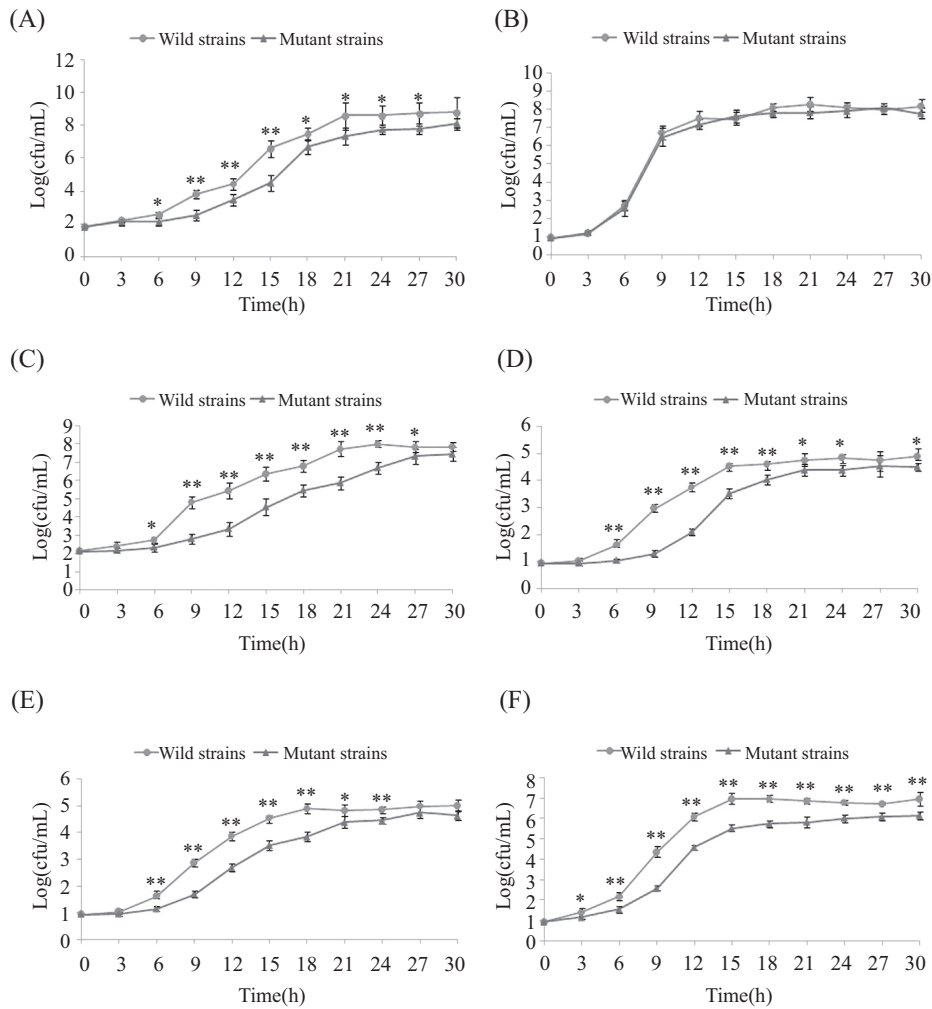 (A)
Wild strains Mutant strains
Log(cfu/mL)
12
10
8
6
4
2
0
* ** ** ** * * * *
0 3 6 9 12 15 18 21 24 27 30
Time(h)
(B)
Wild strains Mutant strains
Log(cfu/mL)
10
9
8
7
6
5
4
3
2
1
0
0 3 6 9 12 15 18 21 24 27 30
Time(h)
(C)
Wild strains Mutant strains
Log(cfu/mL)
9
8
7
6
5
4
3
2
1
0
* ** ** ** ** ** ** *
0 3 6 9 12 15 18 21 24 27 30
Time(h)
(D)
Wild strains Mutant strains
Log(cfu/mL)
6
5
4
3
2
1
0
** ** ** ** ** * * *
0 3 6 9 12 15 18 21 24 27 30
Time(h)
(E)
Wild strains Mutant strains
Log(cfu/mL)
6
5
4
3
2
1
0
** ** ** ** ** * **
0 3 6 9 12 15 18 21 24 27 30
Time(h)
(F)
Wild strains Mutant strains
Log(cfu/mL)
8
7
6
5
4
3
2
1
0
* ** ** ** ** ** ** ** ** **
0 3 6 9 12 15 18 21 24 27 30
Time(h)